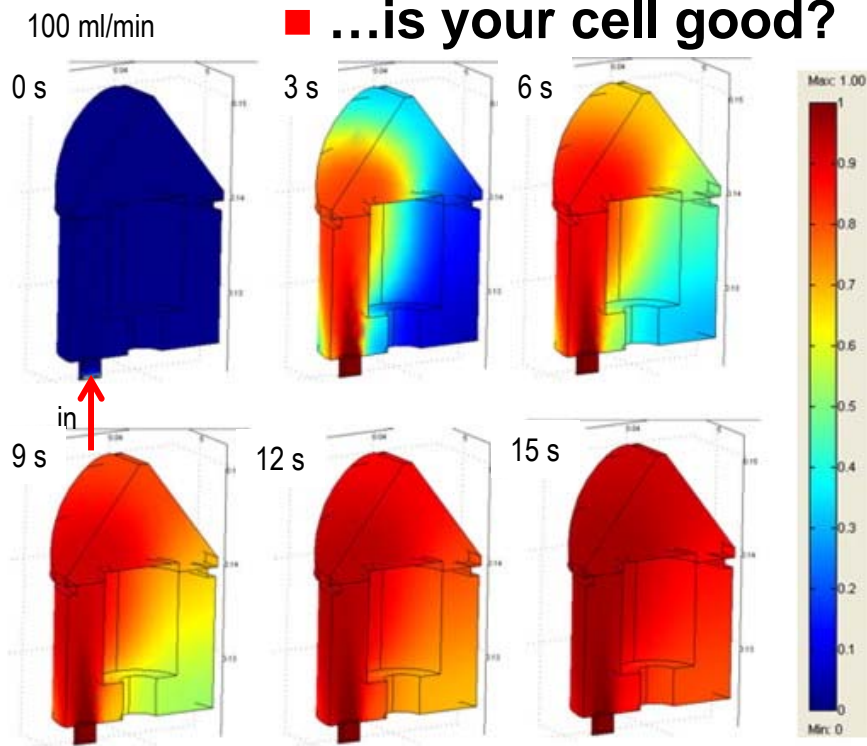 100 ml/min
■ ...is your cell good?
0 s
3 s
6 s
Max: 1.00
1
0.9
0.8
0.7
0.6
0.5
0.4
0.3
0.2
0.1
0
Min: 0
in
9 s
12 s
15 s